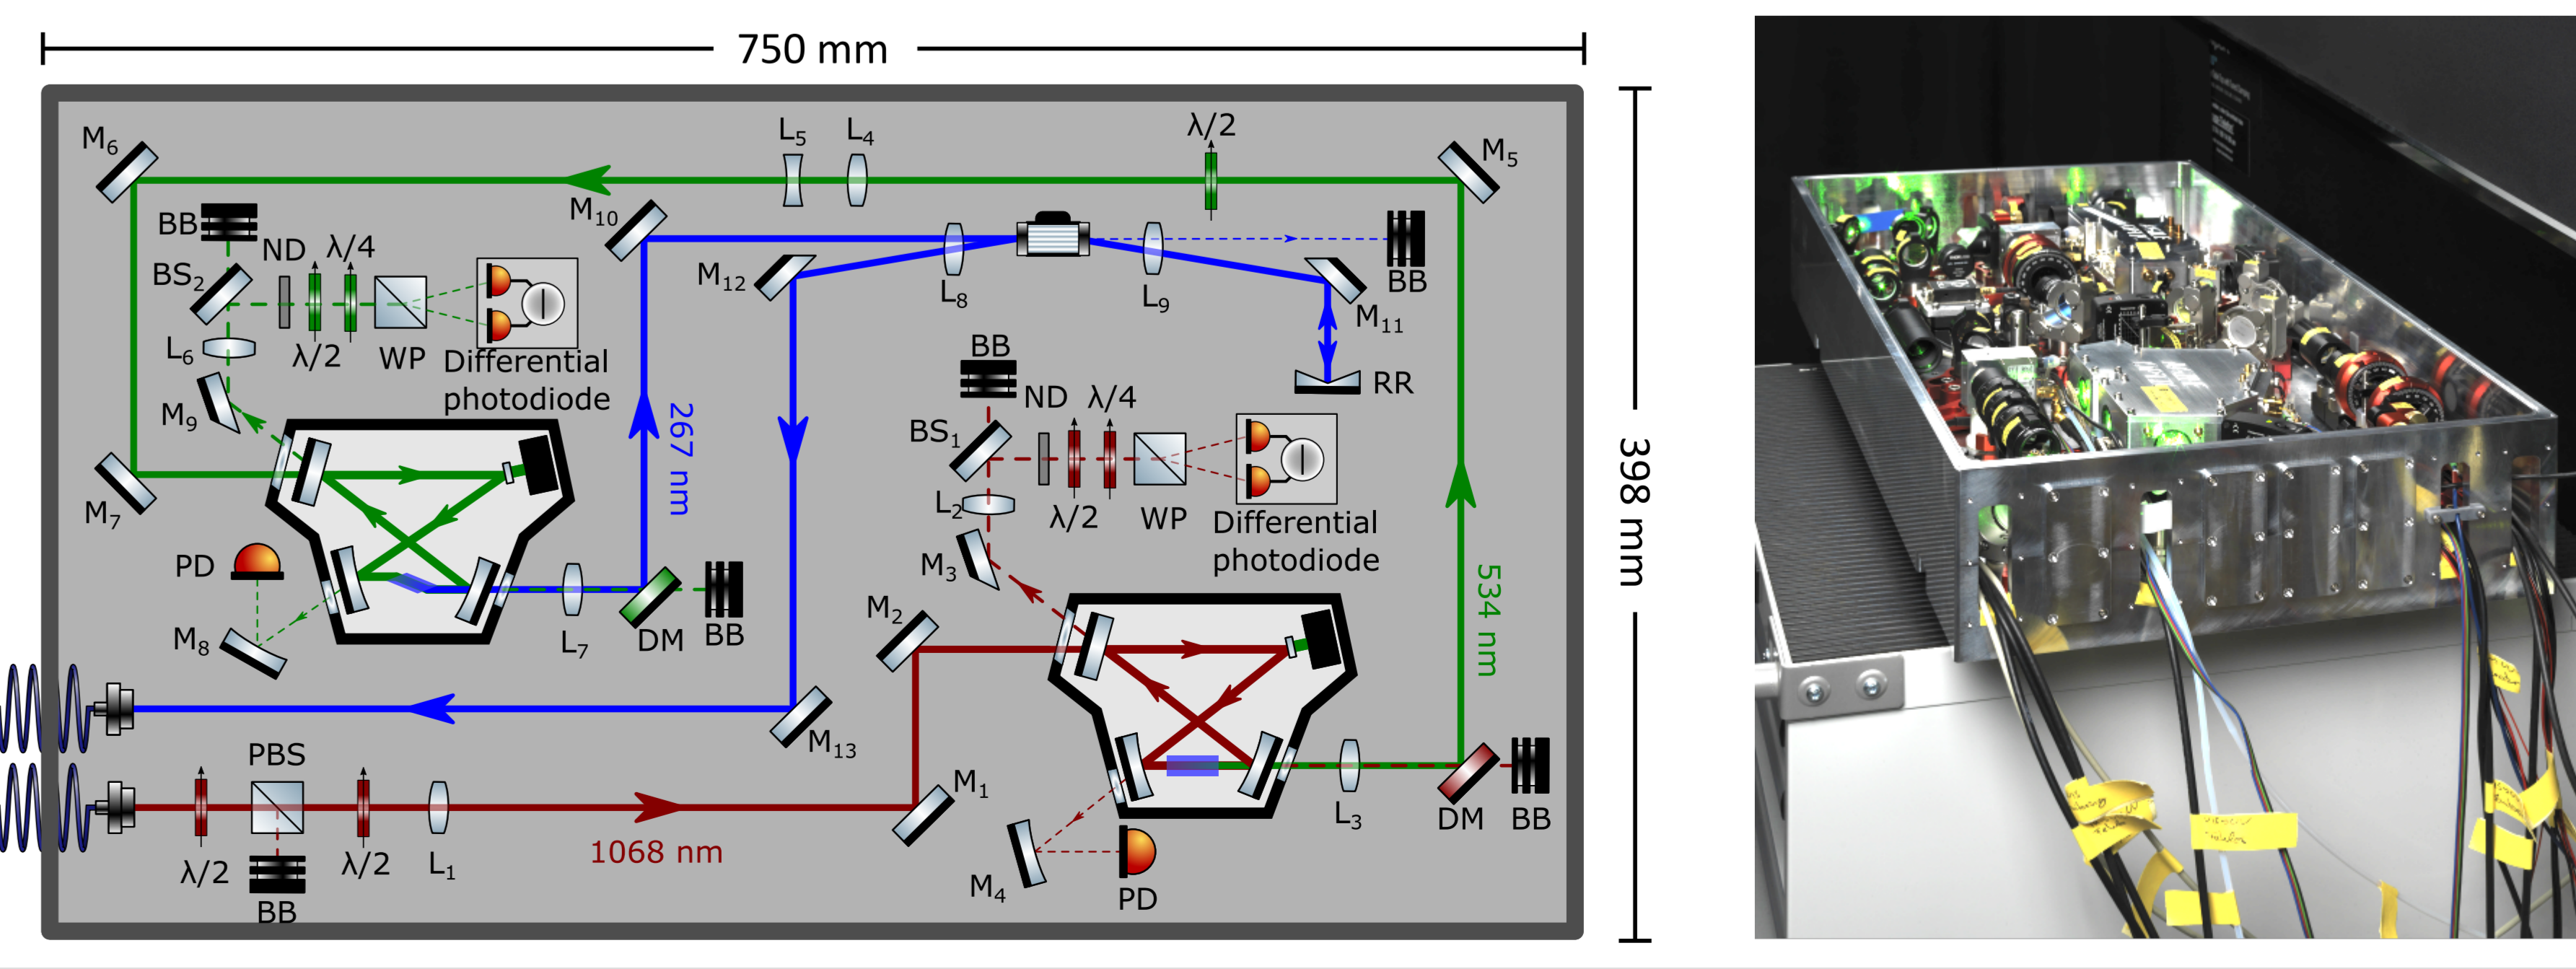 750 mm
M6
L5
L4
λ/2
M5
M10
BB
ND
λ/4
BS2
M12
L8
L9
BB
M11
L6
λ/2
WP
Differential
photodiode
BB
RR
M9
267 nm
ND
λ/4
BS1
398 mm
M7
L2
λ/2
WP
Differential
photodiode
PD
M3
534 nm
M2
M8
L7
DM
BB
PBS
M13
M1
L3
DM
BB
1068 nm
λ/2
BB
λ/2
L1
M4
PD